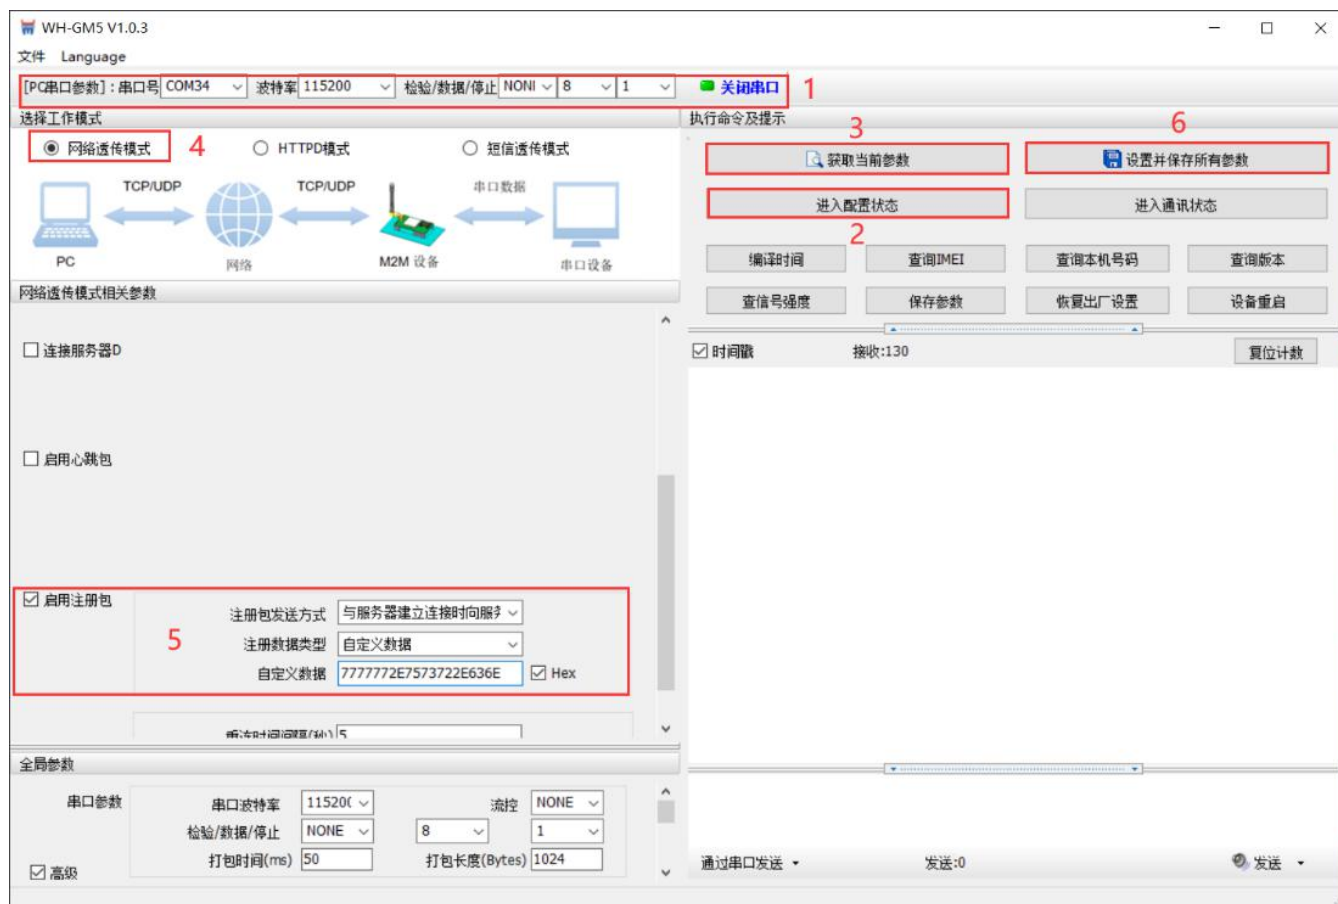 WH-GM5 V1.0.3
文件 Language
[PC串口参数]：串口号 COM34 波特率 115200 检验/数据/停止 NONI 8 1 关闭串口 1
选择工作模式
4
网络透传模式 HTTPD模式 短信透传模式
TCP/UDP TCP/UDP 串口数据
PC 网络 M2M 设备 串口设备
网络透传模式相关参数
连接服务器D
启用心跳包
启用注册包
5
注册包发送方式 与服务器建立连接时向服
注册数据类型 自定义数据
自定义数据 7777772E7573722E636E Hex
重连时间间隔(秒) 5
全局参数
串口参数 串口波特率 11520( 流控 NONE
检验/数据/停止 NONE 8 1
打包时间(ms) 50 打包长度(Bytes) 1024
高级
执行命令及提示
3 6
获取当前参数 设置并保存所有参数
进入配置状态 进入通讯状态
2
编译时间 查询IMEI 查询本机号码 查询版本
查信号强度 保存参数 恢复出厂设置 设备重启
时间戳 接收:130 复位计数
通过串口发送 发送:0 发送